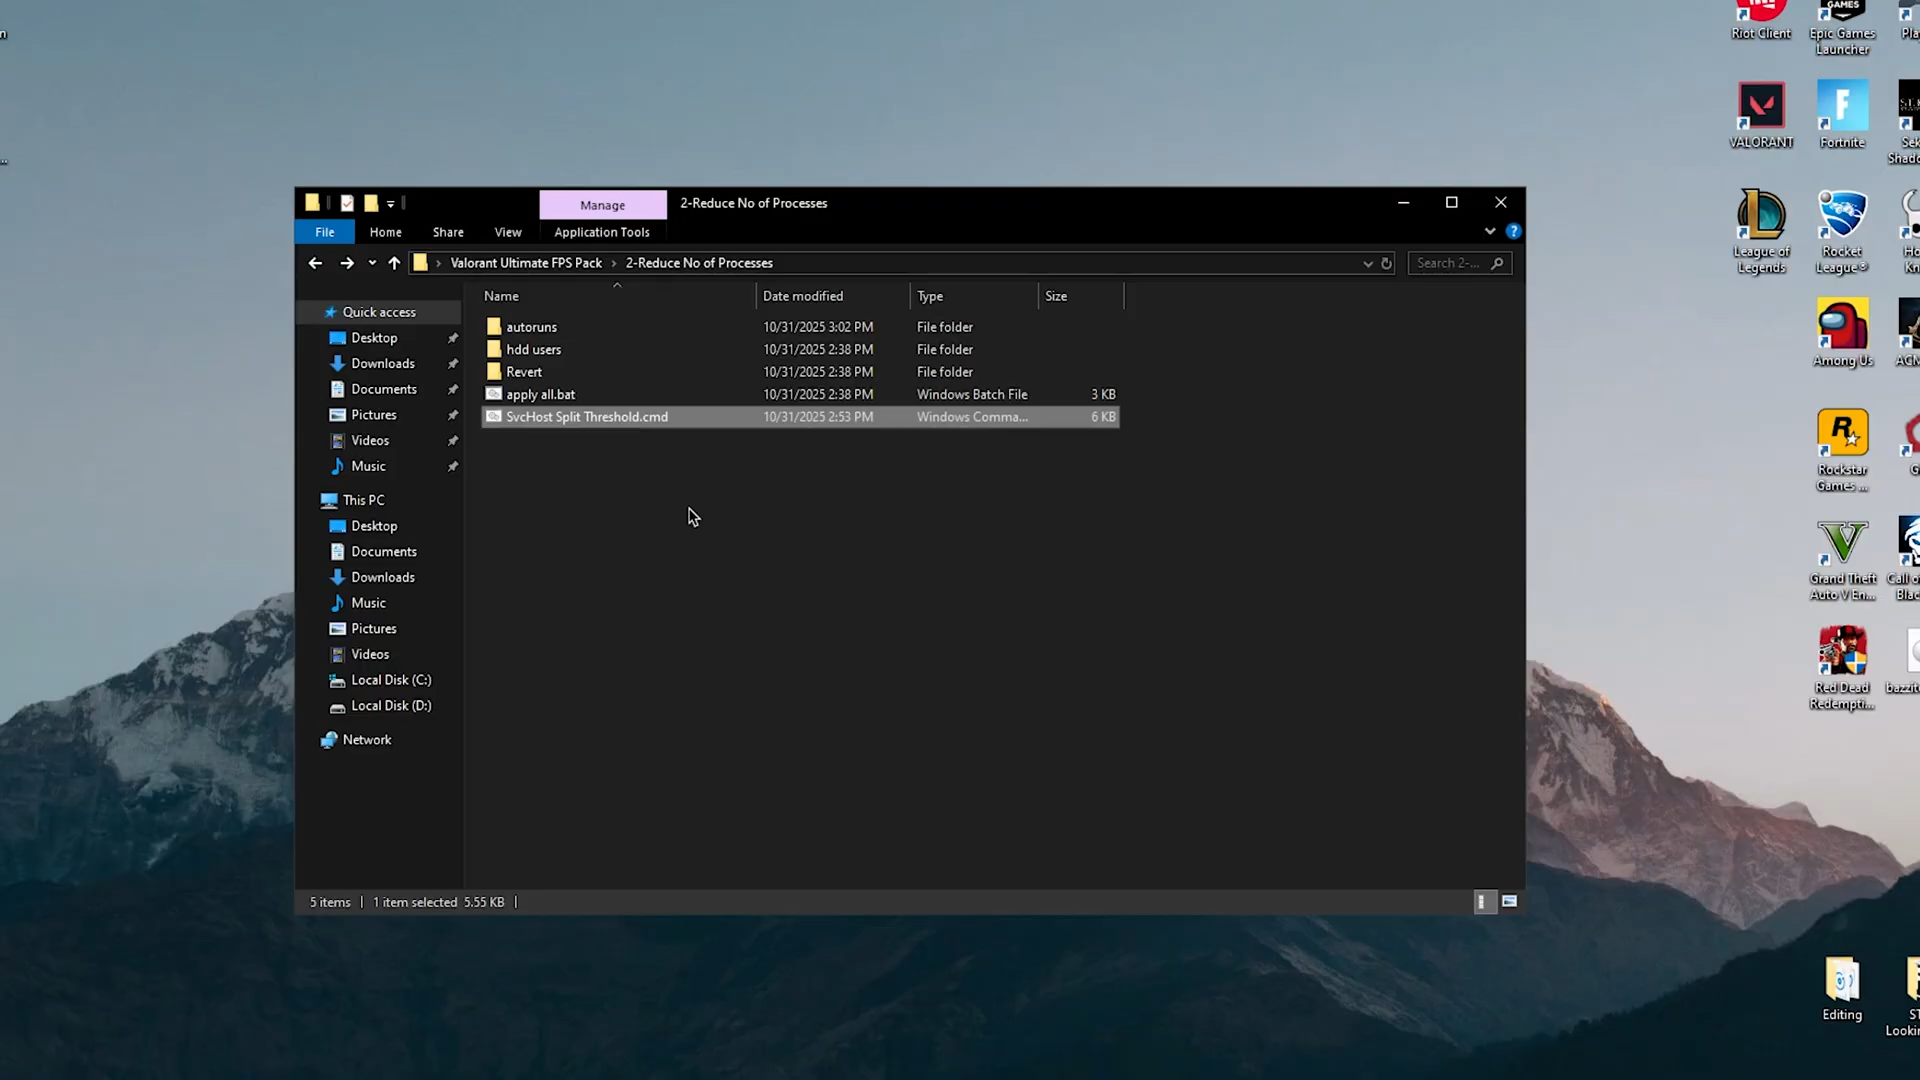 Riot Client
GAMES
Epic Games
Launcher
VALORANT
Fortnite
League of
Legends
Rocket
League®
Among Us
Rockstar
Games ...
Grand Theft
Auto V En...
Red Dead
Redempti...
Editing
Manage
2-Reduce No of Processes
File
Home
Share
View
Application Tools
Valorant Ultimate FPS Pack
2-Reduce No of Processes
Search 2-...
Quick access
Desktop
Downloads
Documents
Pictures
Videos
Music
This PC
Desktop
Documents
Downloads
Music
Pictures
Videos
Local Disk (C:)
Local Disk (D:)
Network
Name Date modified Type Size
autoruns 10/31/2025 3:02 PM File folder
hdd users 10/31/2025 2:38 PM File folder
Revert 10/31/2025 2:38 PM File folder
apply all.bat 10/31/2025 2:38 PM Windows Batch File 3 KB
SvcHost Split Threshold.cmd 10/31/2025 2:53 PM Windows Comma... 6 KB
5 items 1 item selected 5.55 KB